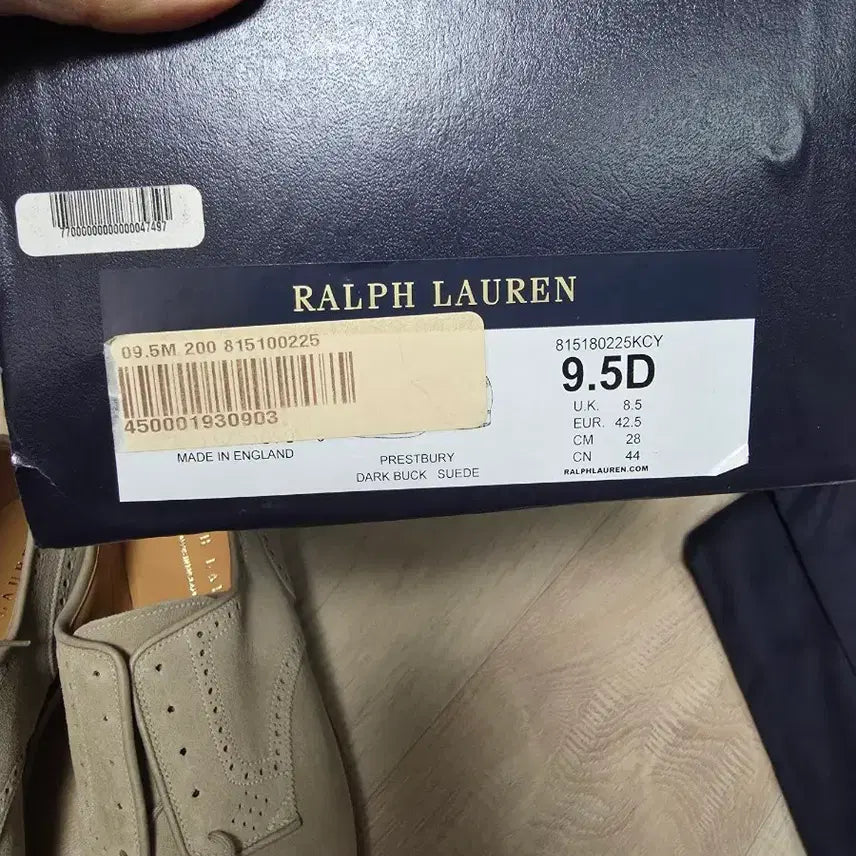 77000000000000047497
RALPH LAUREN
09.5M 200 815100225
450001930903
MADE IN ENGLAND
PRESTBURY
DARK BUCK SUEDE
815180225KCY
9.5D
U.K. 8.5
EUR. 42.5
CM 28
CN 44
RALPHLAUREN.COM